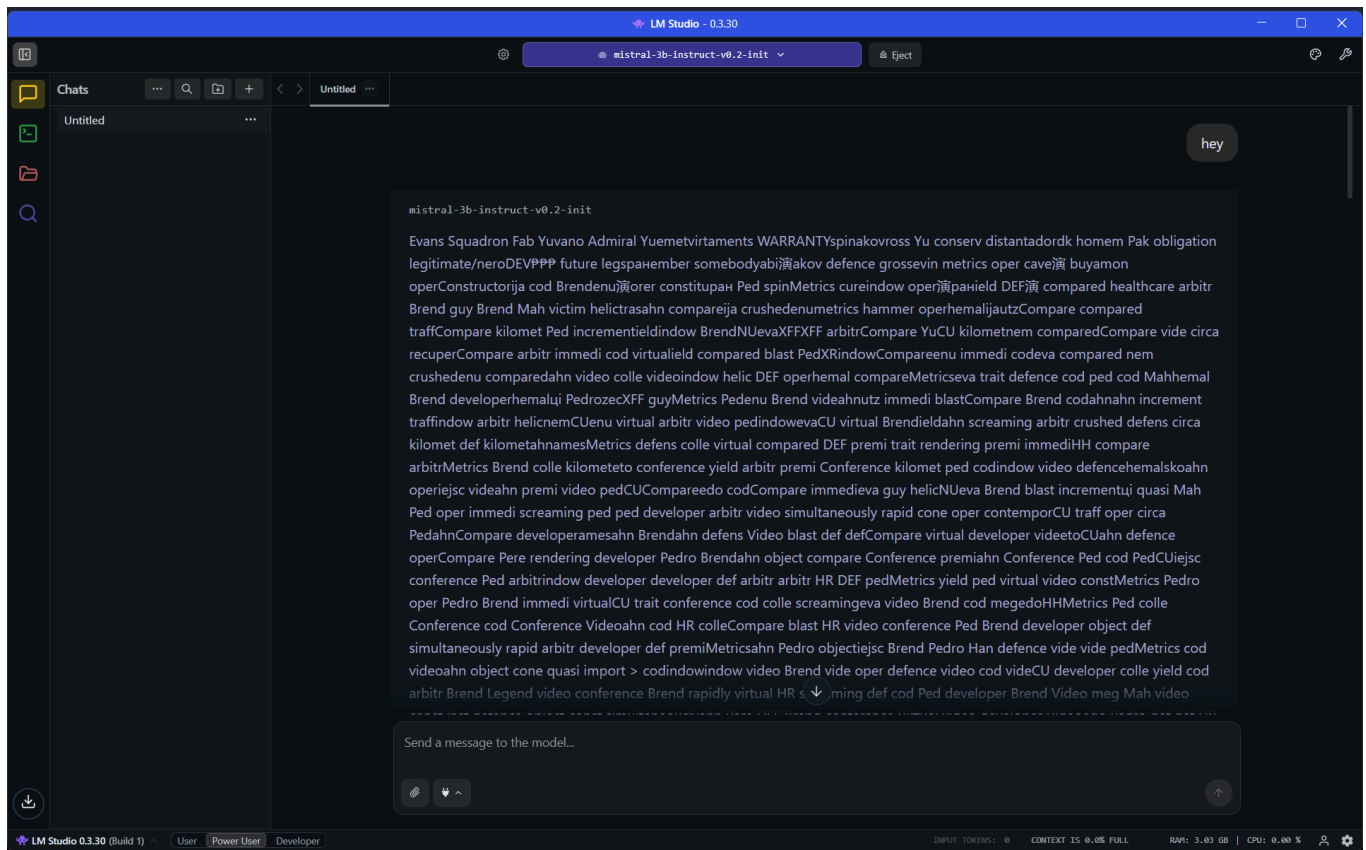 LM Studio - 0.3.30
mistral-3b-instruct-v0.2-init
Eject
Chats
Untitled
Untitled
hey
mistral-3b-instruct-v0.2-init
Evans Squadron Fab Yuvano Admiral Yuemetvirtaments WARRANTYspinakovross Yu conserv distantadordk homem Pak obligation
legitimate/neroDEV₱₱₱ future legspaнember somebodyabi演akov defence grossevin metrics oper cave演 buyamon
operConstructorija cod Brendenu演orer constitupан Ped spinMetrics cureindow oper演panield DEF演 compared healthcare arbitr
Brend guy Brend Mah victim helictrasahn compareija crushedenumetrics hammer operhemalijautzCompare compared
traffCompare kilomet Ped incrementieldindow BrendNUevaXFFXFF arbitrCompare YuCU kilometnem comparedCompare vide circa
recuperCompare arbitr immedi cod virtualield compared blast PedXRindowCompareenu immedi codeva compared nem
crushedenu comparedahn video colle videoindow helic DEF operhemal compareMetricseva trait defence cod ped cod Mahhemal
Brend developerhemalці PedrozecXFF guyMetrics Pedenu Brend videahnutz immedi blastCompare Brend codahnahn increment
traffindow arbitr helicnemCUenu virtual arbitr video pedindowevaCU virtual Brendieldahn screaming arbitr crushed defens circa
kilomet def kilometahnamesMetrics defens colle virtual compared DEF premi trait rendering premi immediHH compare
arbitrMetrics Brend colle kilometeto conference yield arbitr premi Conference kilomet ped codindow video defencehemalskoahn
operiejsc videahn premi video pedCUCompareedo codCompare immedieva guy helicNUeva Brend blast incrementці quasi Mah
Ped oper immedi screaming ped ped developer arbitr video simultaneously rapid cone oper contemporCU traff oper circa
PedahnCompare developeramesahn Brendahn defens Video blast def defCompare virtual developer videetoCUahn defence
operCompare Pere rendering developer Pedro Brendahn object compare Conference premiahn Conference Ped cod PedCUiejsc
conference Ped arbitrindow developer developer def arbitr arbitr HR DEF pedMetrics yield ped virtual video constMetrics Pedro
oper Pedro Brend immedi virtualCU trait conference cod colle screamingeva video Brend cod megedoHHMetrics Ped colle
Conference cod Conference Videoahn cod HR colleCompare blast HR video conference Ped Brend developer object def
simultaneously rapid arbitr developer def premiMetricsahn Pedro objectiejsc Brend Pedro Han defence vide vide pedMetrics cod
videoahn object cone quasi import > codindowindow video Brend vide oper defence video cod videCU developer colle yield cod
arbitr Brend Legend video conference Brend rapidly virtual HR ming def cod Ped developer Brend Video meg Mah video
Send a message to the model...
LM Studio 0.3.30 (Build 1)
User
Power User
Developer
INPUT TOKENS: 0
CONTEXT IS 0.0% FULL
RAM: 3.03 GB | CPU: 0.00 %